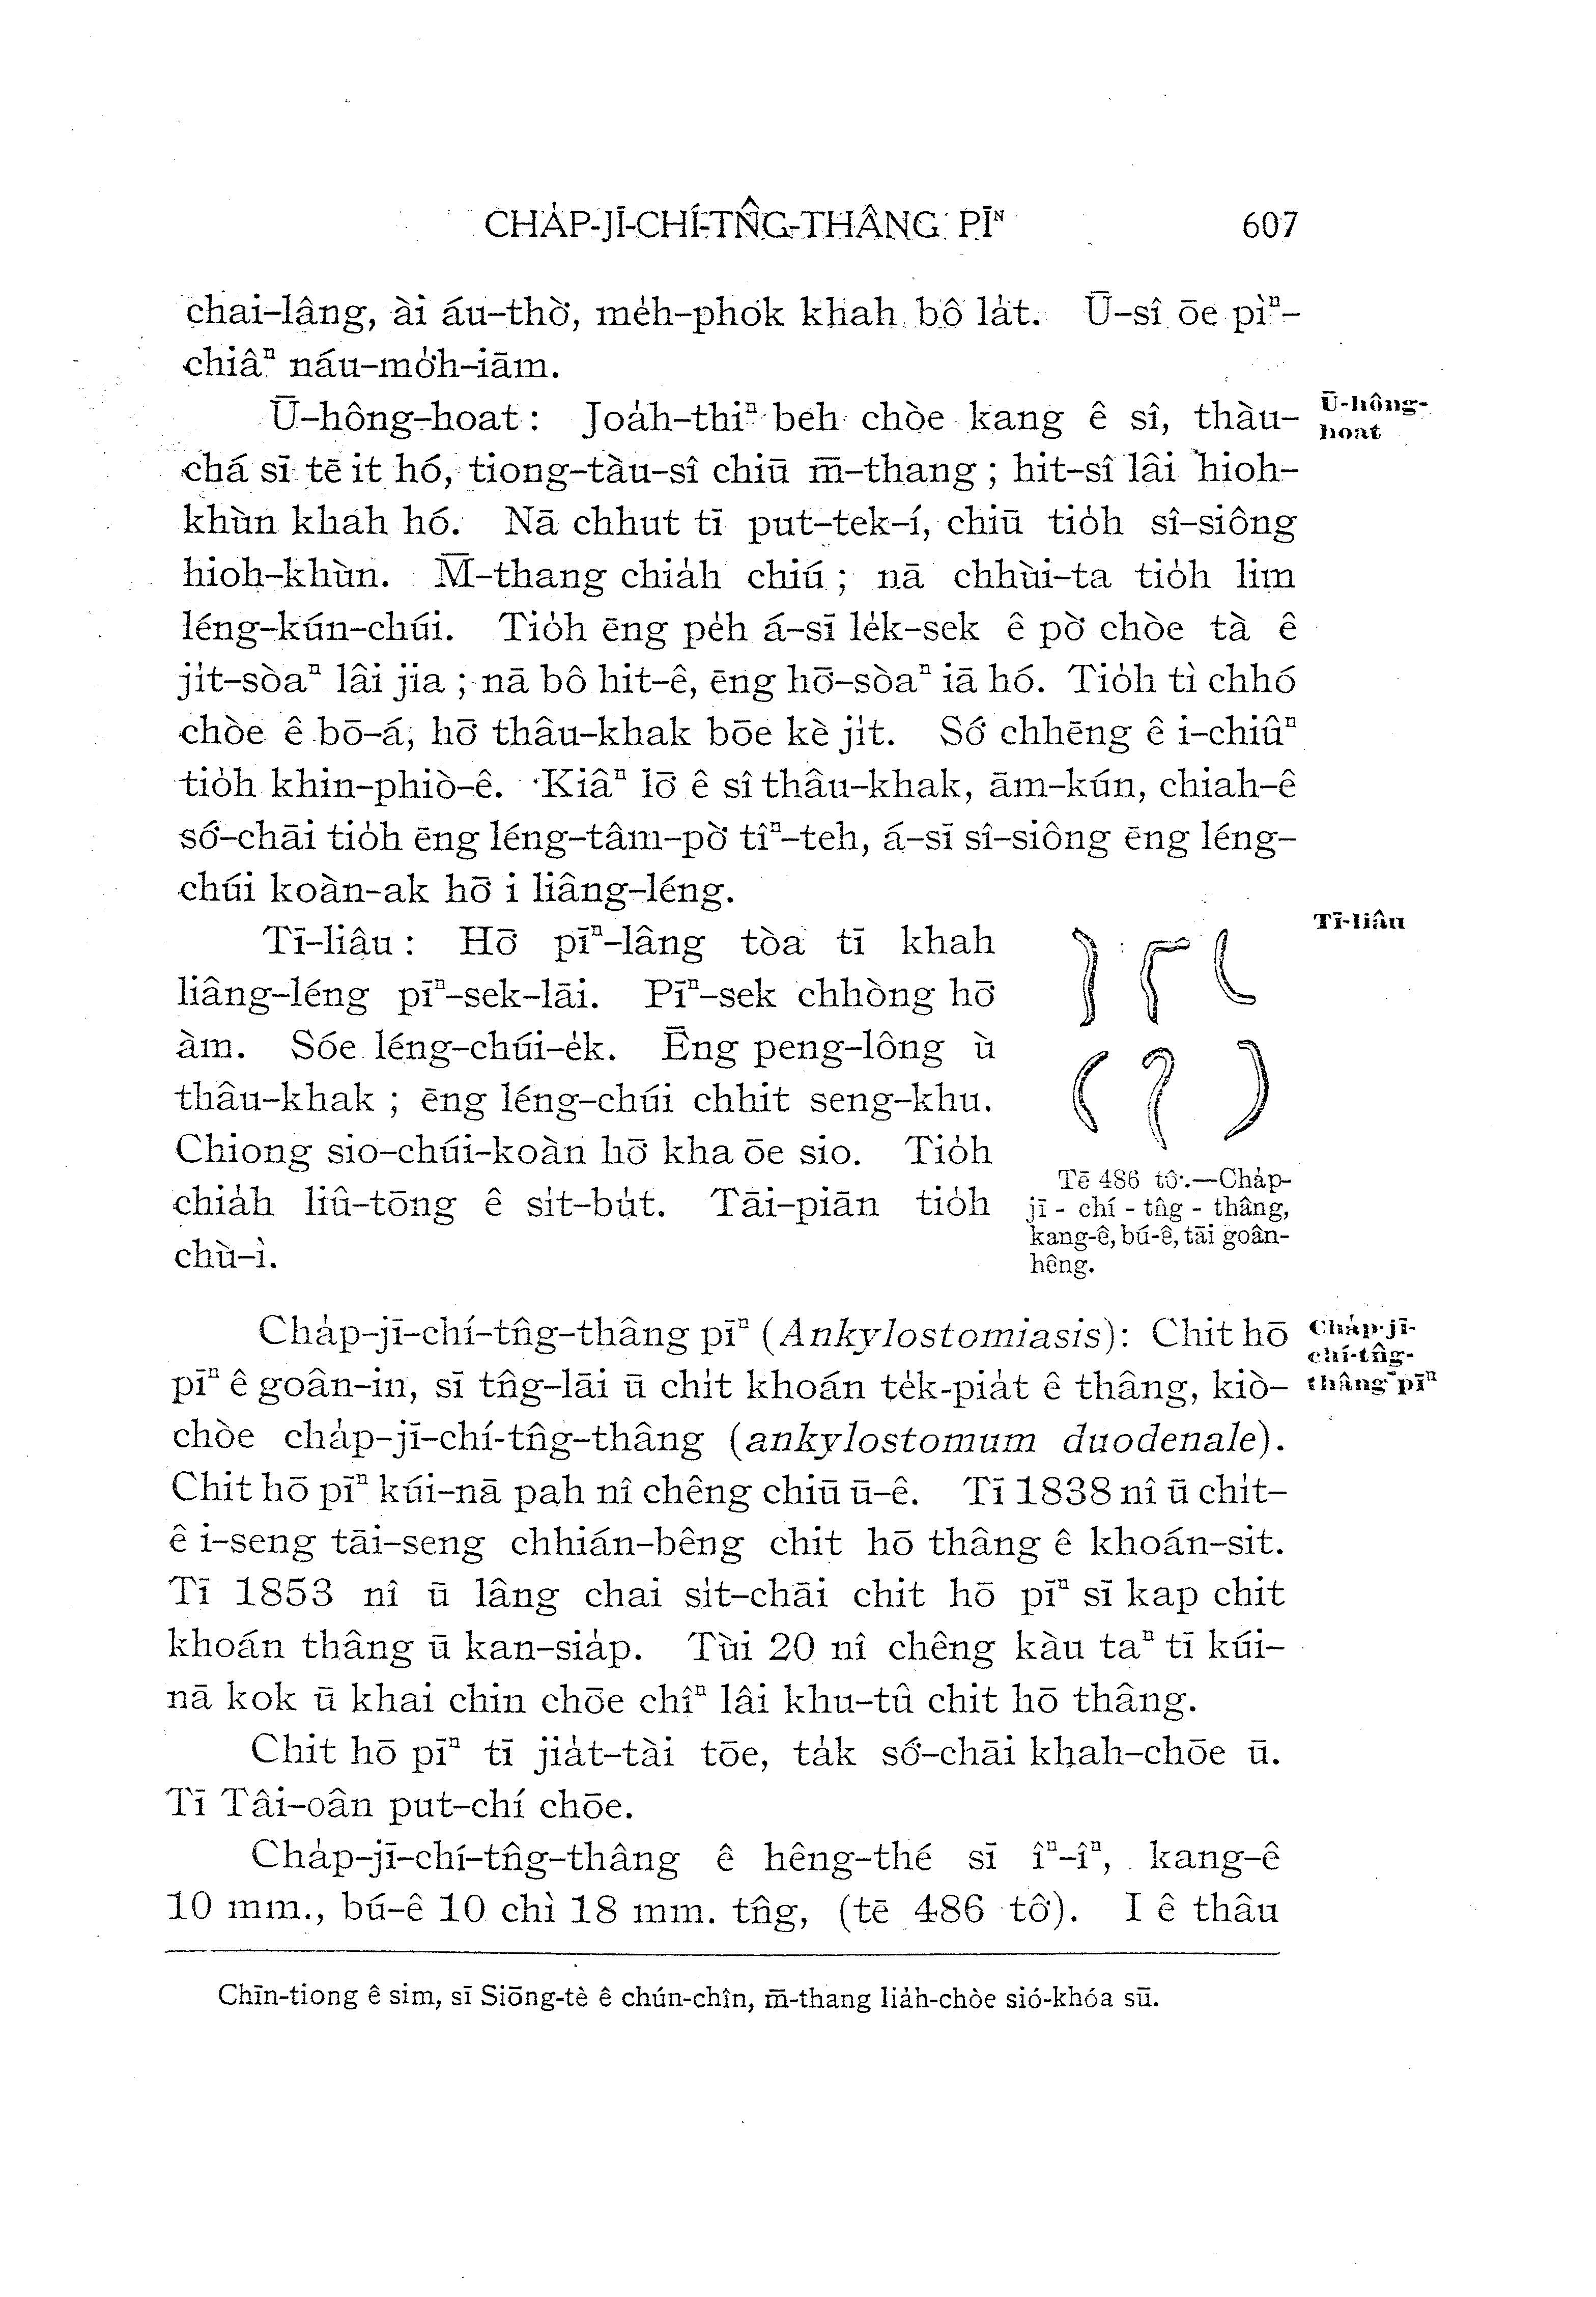 CHA̍P-JĪ-CHÍ-TN̂G-THÂNG PĪᴺ 607
chai-lâng, ài áu-thò͘, me̍h-phok khah bô la̍t. Ū-sî ōe pìⁿ-
chiâⁿ náu-mo̍͘h-iām.
Ū-hông-hoat: Joa̍h-thiⁿ beh chòe kang ê sî, thàu-
chá sī tē it hó, tiong-tàu-sî chiū m̄-thang; hit-sî lâi hioh-
khùn khah hó. Nā chhut tī put-tek-í, chiū tio̍h sî-siông
hioh-khùn. M̄-thang chia̍h chiú; nā chhùi-ta tio̍h lim
léng-kún-chúi. Tio̍h ēng pe̍h á-sī le̍k-sek ê pò͘ chòe tà ê
ji̍t-sòaⁿ lâi jia; nā bô hit-ê, ēng hō͘-sòaⁿ iā hó. Tio̍h tì chhó
chòe ê bō-á, hō͘ thâu-khak bōe kè ji̍t. Só͘ chhēng ê i-chiûⁿ
tio̍h khin-phiò-ê. Kiâⁿ lō͘ ê sî thâu-khak, ām-kún, chiah-ê
só͘-chāi tio̍h ēng léng-tâm-pò͘ tîⁿ-teh, á-sī sî-siông ēng léng-
chúi koàn-ak hō͘ i liâng-léng.
Ū-hông-
hoat
Tī-liâu: Hō͘ pīⁿ-lâng tòa tī khah
liâng-léng pīⁿ-sek-lāi. Pīⁿ-sek chhòng hō͘
àm. Sóe léng-chúi-e̍k. Ēng peng-lông ù
thâu-khak; ēng léng-chúi chhit seng-khu.
Chiong sio-chúi-koàn hō͘ kha ōe sio. Tio̍h
chia̍h liû-tōng ê si̍t-bu̍t. Tāi-piān tio̍h
chù-ì.
Tī-liâu
Tē 486 tô͘.—Cha̍p-
jī-chí-tn̂g-thâng,
kang-ê, bú-ê, tāi goân-
hêng.
Cha̍p-jī-chí-tn̂g-thâng pīⁿ (Ankylostomiasis): Chit hō
pīⁿ ê goân-in, sī tn̂g-lāi ū chi̍t khoán te̍k-pia̍t ê thâng, kiò-
chòe cha̍p-jī-chí-tn̂g-thâng (ankylostomum duodenale).
Chit hō pīⁿ kúi-nā pah nî chêng chiū ū-ê. Tī 1838 nî ū chi̍t-
ê i-seng tāi-seng chhián-bêng chit hō thâng ê khoán-sit.
Tī 1853 nî ū lâng chai si̍t-chāi chit hō pīⁿ sī kap chit
khoán thâng ū kan-sia̍p. Tùi 20 nî chêng kàu taⁿ tī kúi-
nā kok ū khai chin chōe chîⁿ lâi khu-tû chit hō thâng.
Cha̍p-jī-
chí-tn̂g-
thâng pīⁿ
Chit hō pīⁿ tī jia̍t-tài tōe, ta̍k só͘-chāi khah-chōe ū.
Tī Tâi-oân put-chí chōe.
Cha̍p-jī-chí-tn̂g-thâng ê hêng-thé sī îⁿ-îⁿ, kang-ê
10 mm., bú-ê 10 chì 18 mm. tn̂g, (tē 486 tô͘). I ê thâu
Chīn-tiong ê sim, sī Siōng-tè ê chún-chîn, m̄-thang lia̍h-chòe sió-khóa sū.